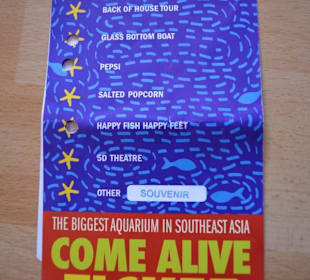 BACK OF HOUSE TOUR
GLASS BOTTOM BOAT
PEPSI
SALTED POPCORN
HAPPY FISH HAPPY FEET
5D THEATRE
OTHER SOUVENIR
THE BIGGEST AQUARIUM IN SOUTHEAST ASIA
COME ALIVE